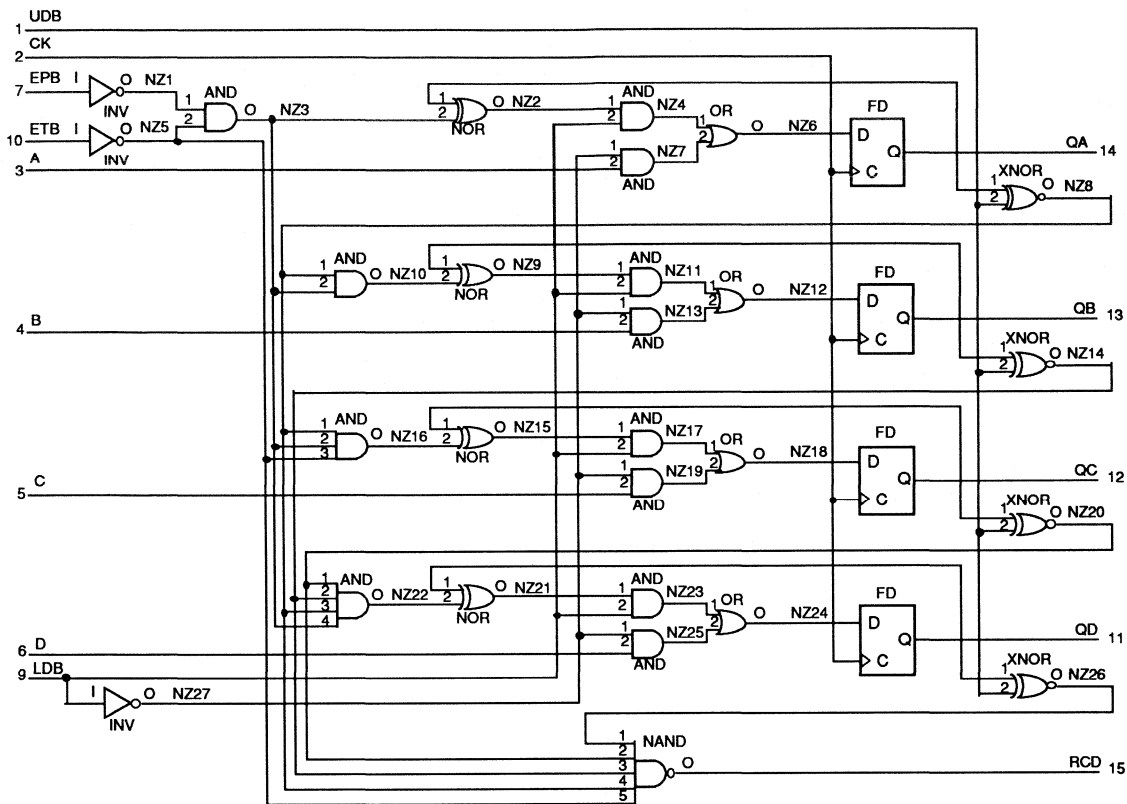 1 UDB
2 CK
7 EPB I O NZ1
INV
AND
1
2
O NZ3
10 ETB I O NZ5
INV
3 A
1
2
NOR
O NZ2
AND
1
2
NZ4
1
2
AND
NZ7
OR
1
2
O NZ6
FD
D
Q
C
QA 14
XNOR
1
2
O NZ8
AND
1
2
O NZ10
1
2
NOR
O NZ9
AND
1
2
NZ11
1
2
AND
NZ13
OR
1
2
O NZ12
FD
D
Q
C
QB 13
4 B
XNOR
1
2
O NZ14
AND
1
2
3
O NZ16
1
2
NOR
O NZ15
AND
1
2
NZ17
1
2
AND
NZ19
OR
1
2
O NZ18
FD
D
Q
C
QC 12
5 C
XNOR
1
2
O NZ20
AND
1
2
3
4
O NZ22
1
2
NOR
O NZ21
AND
1
2
NZ23
1
2
AND
NZ25
OR
1
2
O NZ24
FD
D
Q
C
QD 11
6 D
9 LDB
I O NZ27
INV
XNOR
1
2
O NZ26
NAND
1
2
3
4
5
O
RCD 15